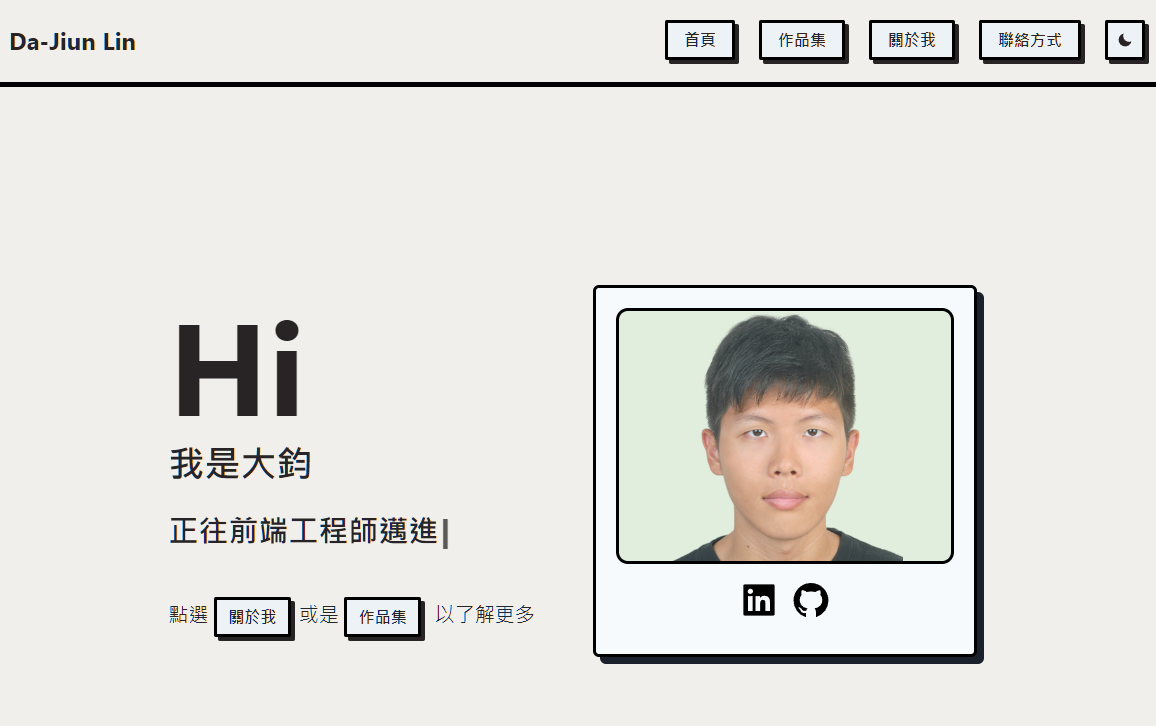 Da-Jiun Lin
首頁
作品集
關於我
聯絡方式
Hi
我是大鈞
正往前端工程師邁進|
點選 關於我 或是 作品集 以了解更多
in